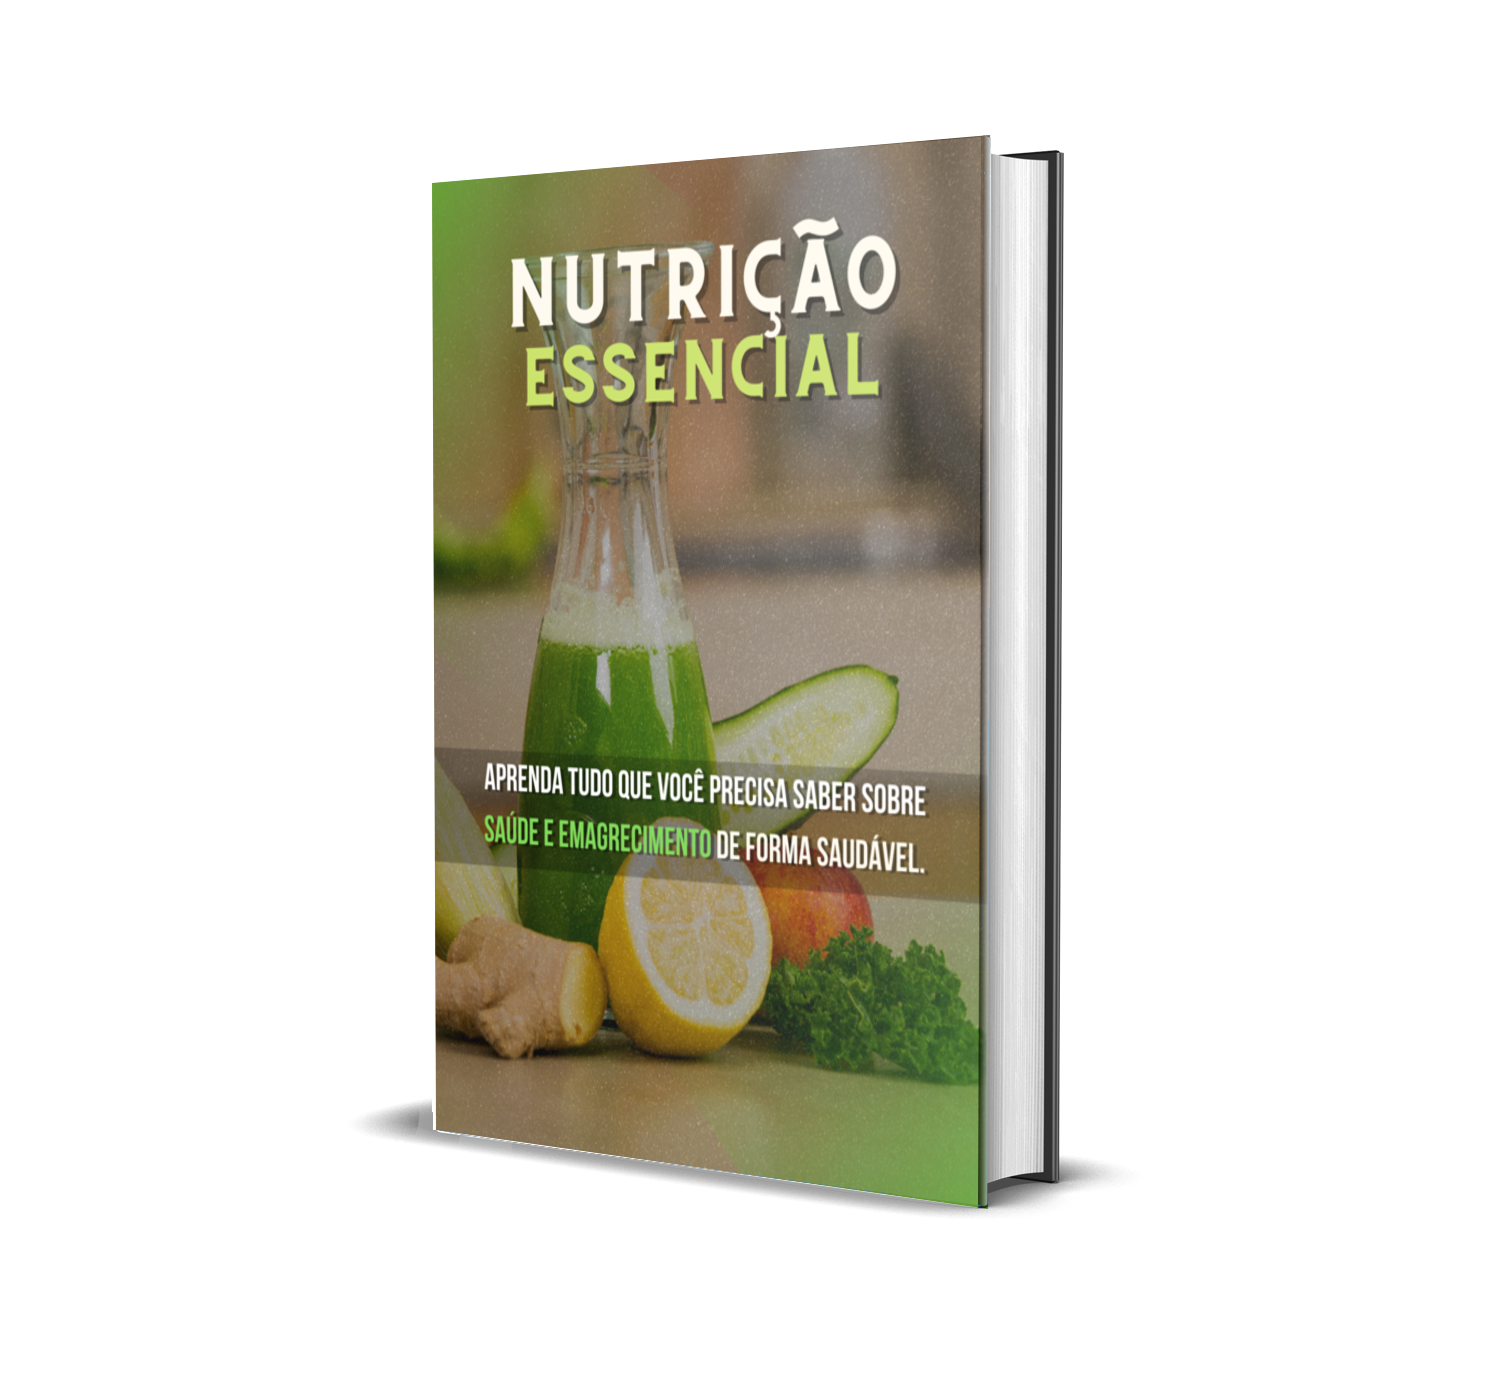 NUTRIÇÃO
ESSENCIAL
APRENDA TUDO QUE VOCÊ PRECISA SABER SOBRE
SAÚDE E EMAGRECIMENTO DE FORMA SAUDÁVEL.